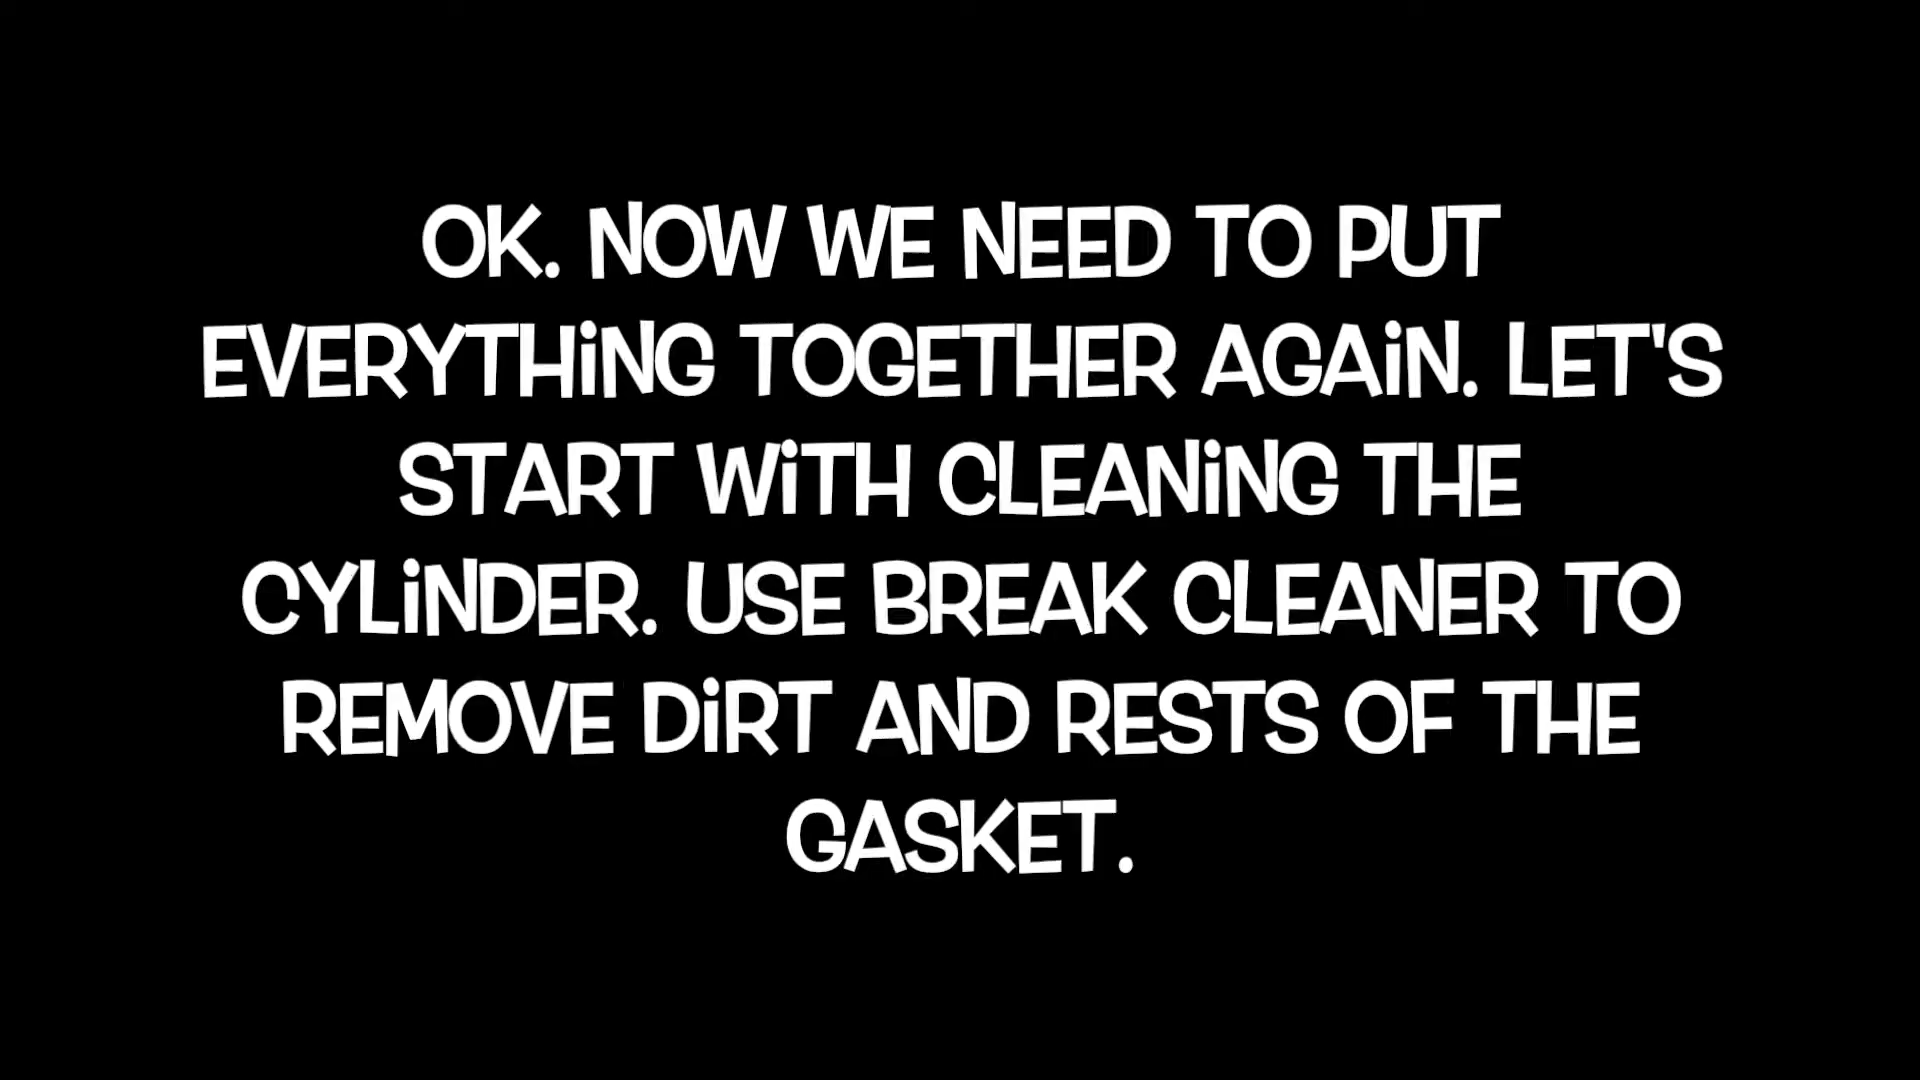 OK. NOW WE NEED TO PUT
EVERYTHiNG TOGETHER AGAiN. LET'S
START WiTH CLEANiNG THE
CYLiNDER. USE BREAK CLEANER TO
REMOVE DiRT AND RESTS OF THE
GASKET.